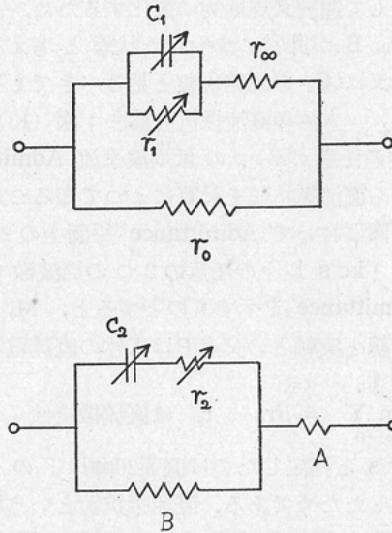 C₁
r∞
r₁
r₀
C₂
r₂
A
B